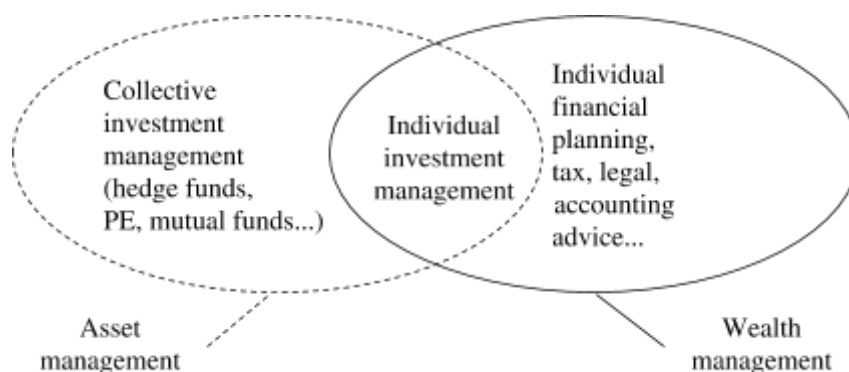 Collective
investment
management
(hedge funds,
PE, mutual funds...)
Individual
investment
management
Individual
financial
planning,
tax, legal,
accounting
advice...
Asset
management
Wealth
management